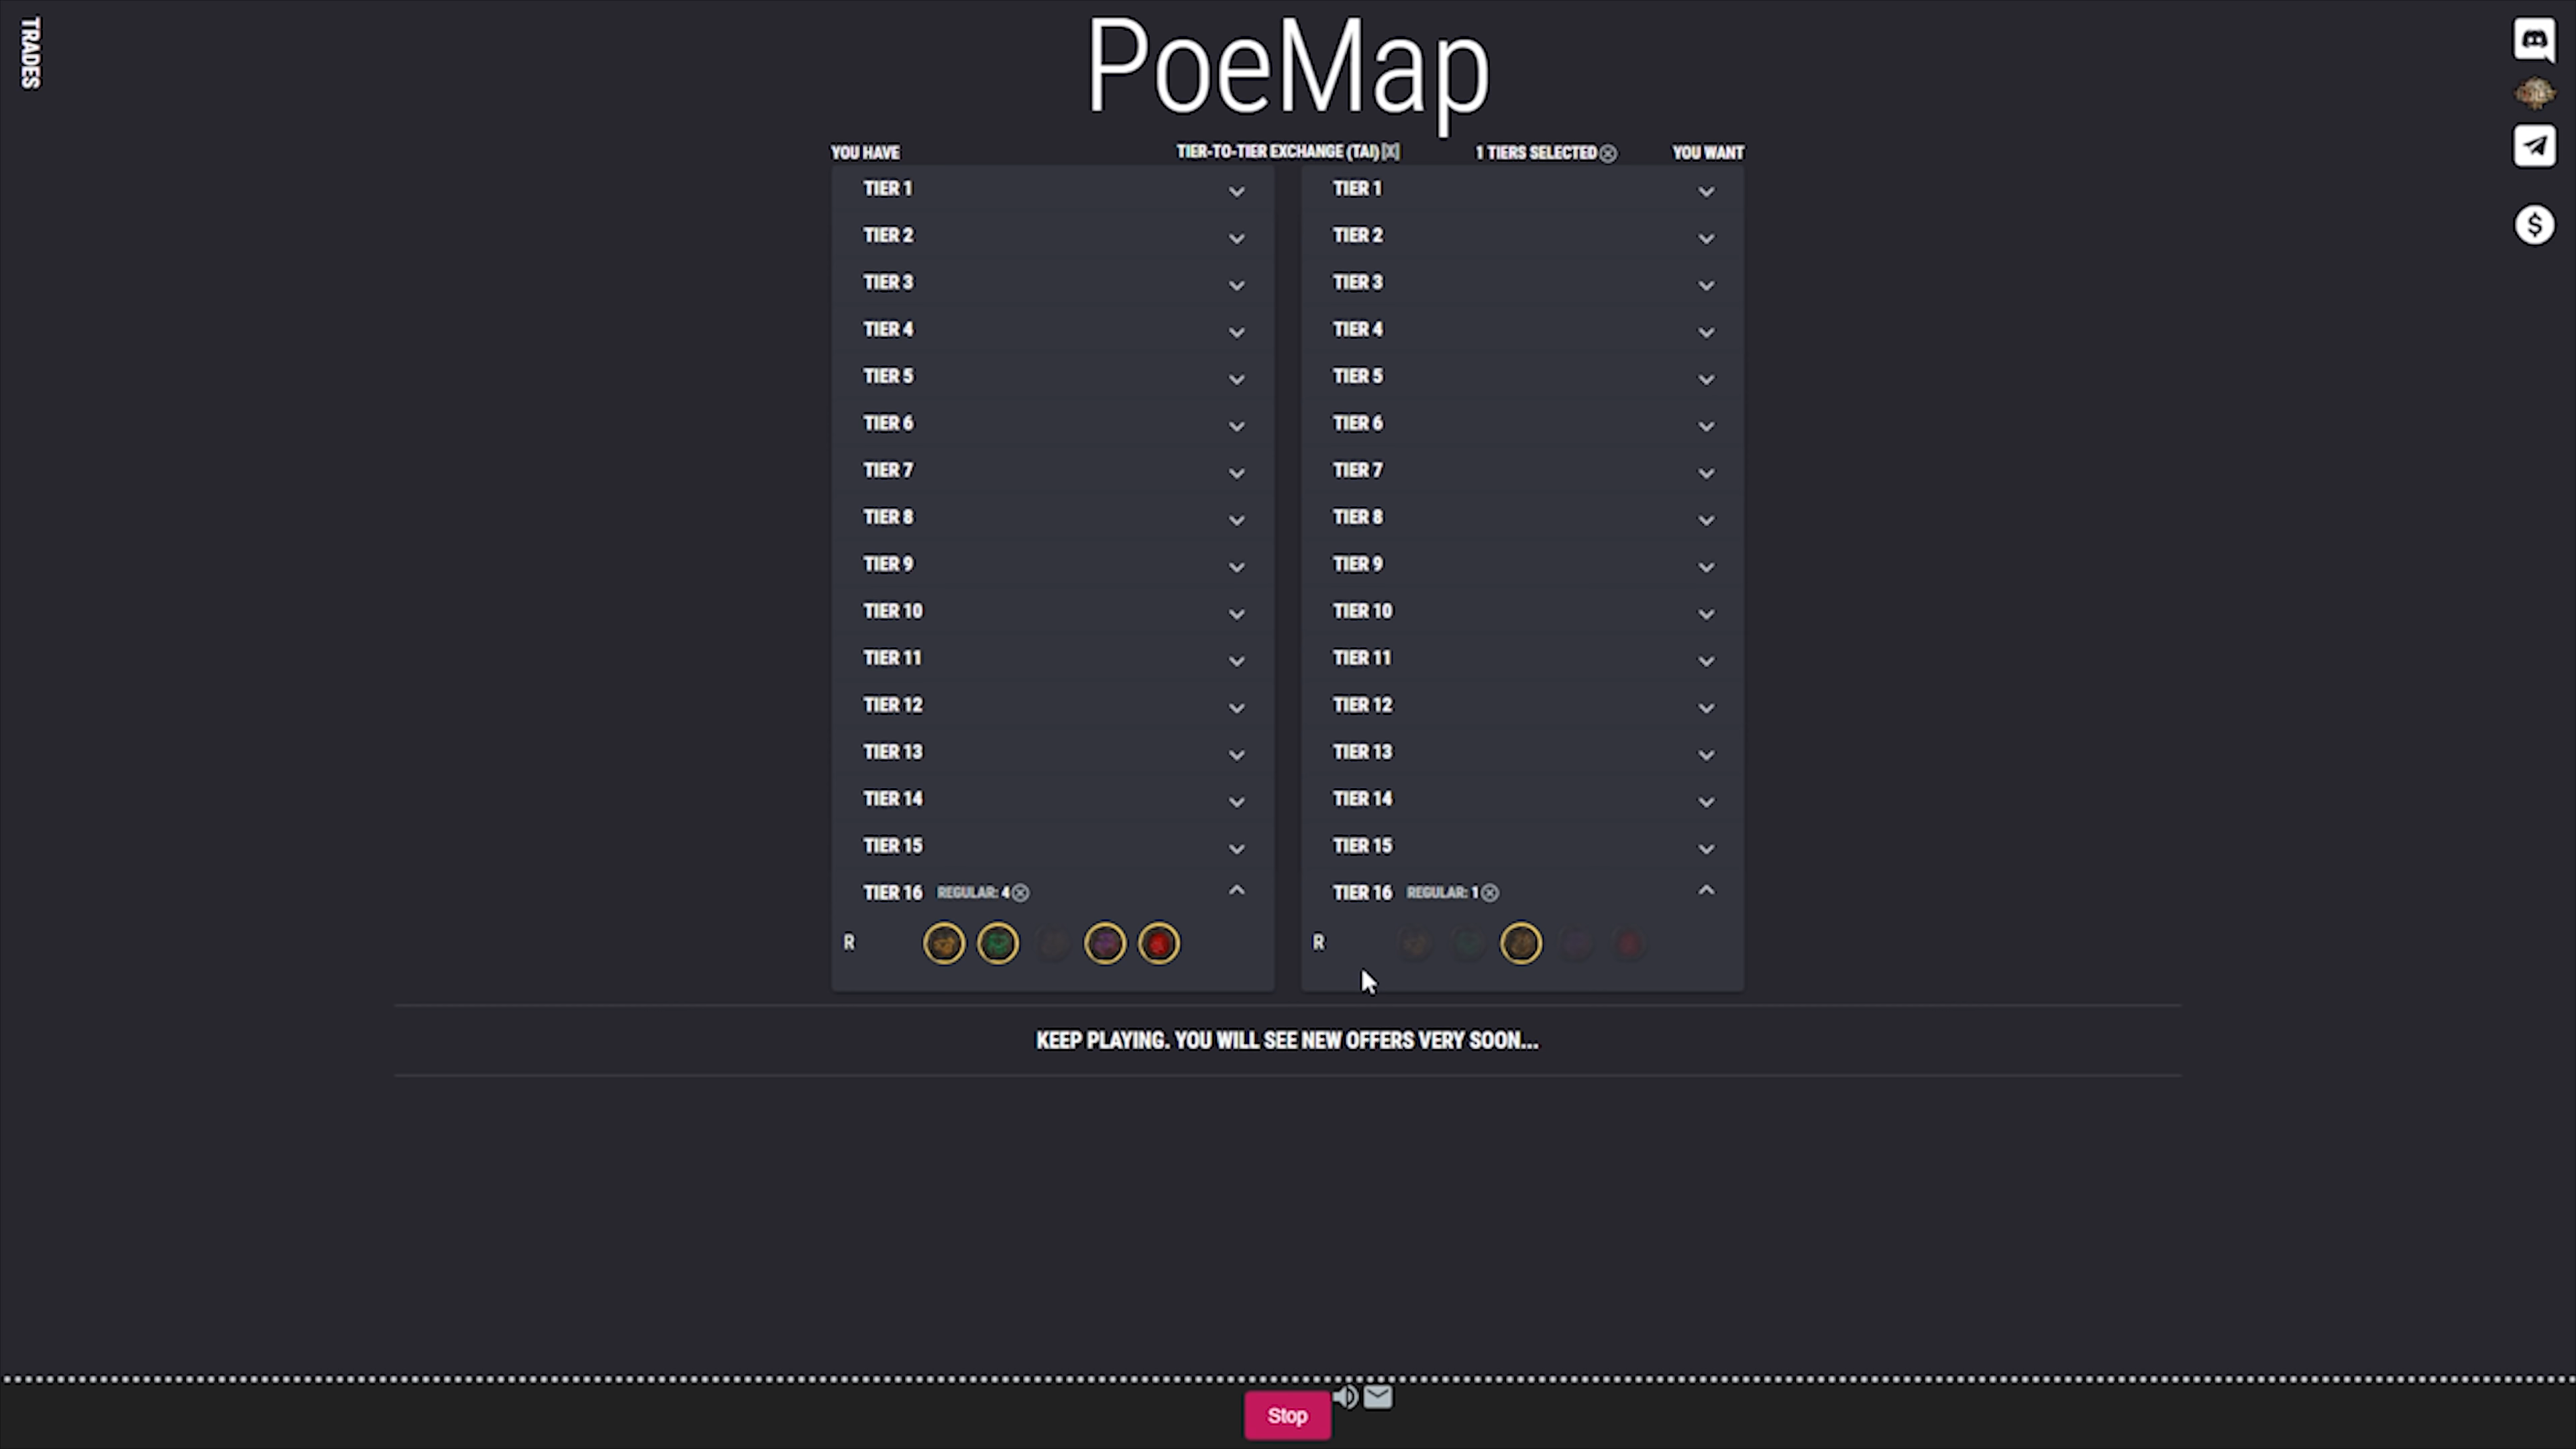 TRADES
PoeMap
YOU HAVE TIER-TO-TIER EXCHANGE (TAI)[X] 1 TIERS SELECTED YOU WANT
TIER 1 TIER 1
TIER 2 TIER 2
TIER 3 TIER 3
TIER 4 TIER 4
TIER 5 TIER 5
TIER 6 TIER 6
TIER 7 TIER 7
TIER 8 TIER 8
TIER 9 TIER 9
TIER 10 TIER 10
TIER 11 TIER 11
TIER 12 TIER 12
TIER 13 TIER 13
TIER 14 TIER 14
TIER 15 TIER 15
TIER 16 REGULAR: 4 TIER 16 REGULAR: 1
R R
KEEP PLAYING. YOU WILL SEE NEW OFFERS VERY SOON...
Stop